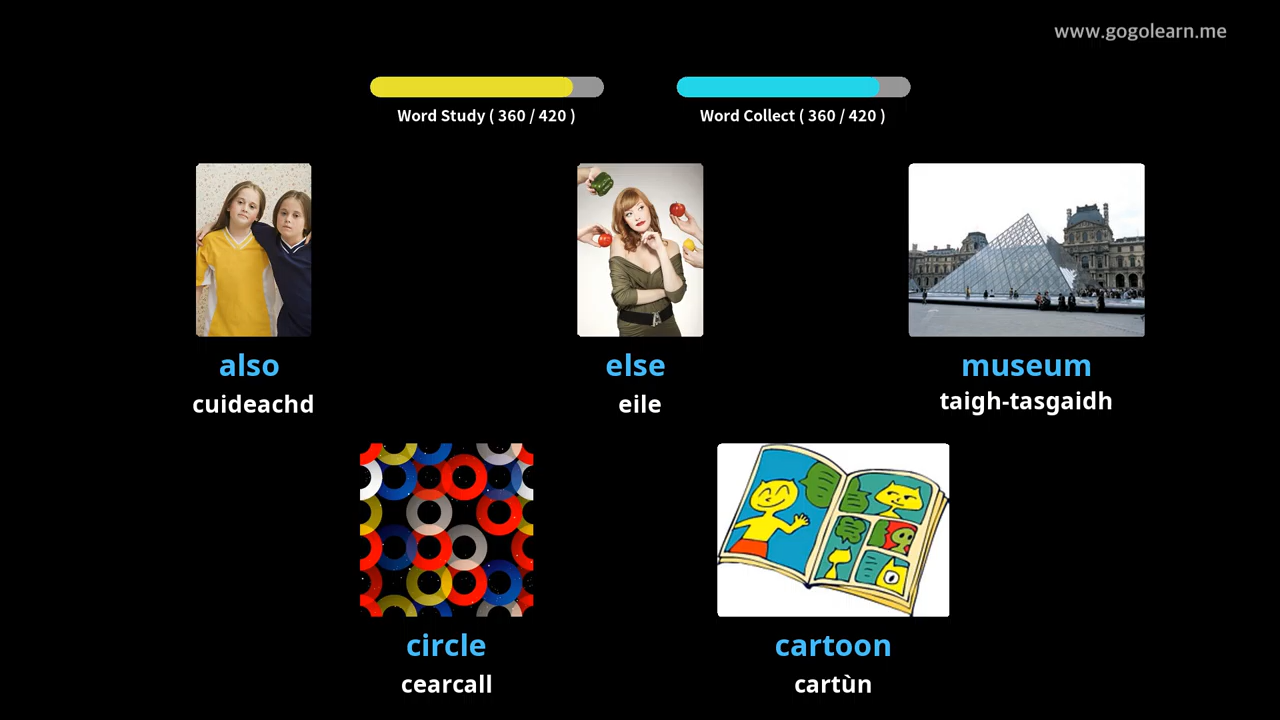 www.gogolearn.me
Word Study ( 360 / 420 )
Word Collect ( 360 / 420 )
also
cuideachd
else
eile
museum
taigh-tasgaidh
circle
cearcall
cartoon
cartùn